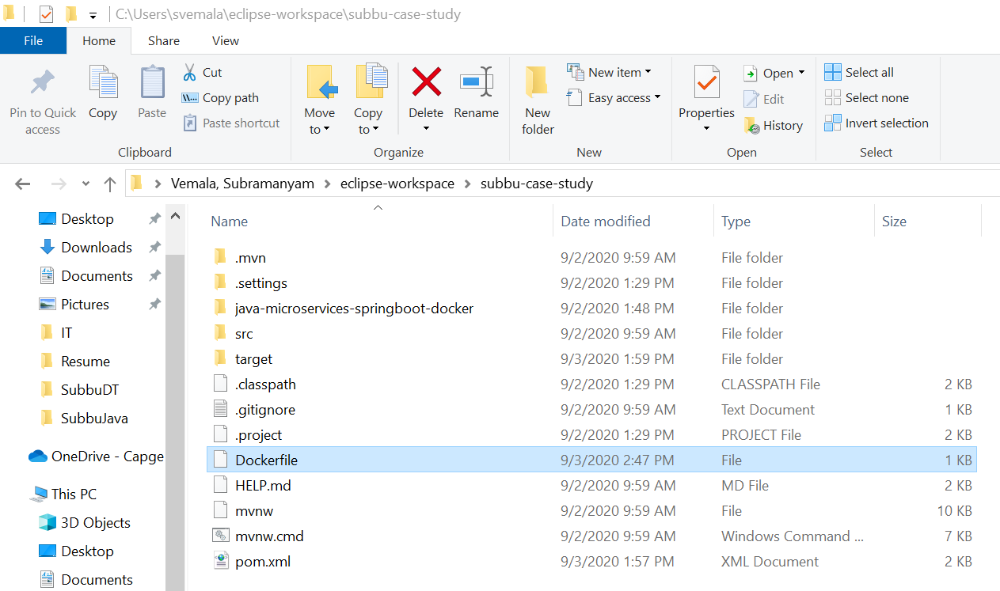 C:\Users\svemala\eclipse-workspace\subbu-case-study
File Home Share View
Pin to Quick access
Copy
Paste
Cut
Copy path
Paste shortcut
Clipboard
Move to
Copy to
Delete
Rename
Organize
New folder
New item
Easy access
New
Properties
Open
Edit
History
Open
Select all
Select none
Invert selection
Select
Vemala, Subramanyam eclipse-workspace subbu-case-study
Desktop
Downloads
Documents
Pictures
IT
Resume
SubbuDT
SubbuJava
OneDrive - Capge
This PC
3D Objects
Desktop
Documents
Name Date modified Type Size
.mvn 9/2/2020 9:59 AM File folder
.settings 9/2/2020 1:29 PM File folder
java-microservices-springboot-docker 9/2/2020 1:48 PM File folder
src 9/2/2020 9:59 AM File folder
target 9/3/2020 1:59 PM File folder
.classpath 9/2/2020 1:29 PM CLASSPATH File 2 KB
.gitignore 9/2/2020 9:59 AM Text Document 1 KB
.project 9/2/2020 1:29 PM PROJECT File 2 KB
Dockerfile 9/3/2020 2:47 PM File 1 KB
HELP.md 9/2/2020 9:59 AM MD File 2 KB
mvnw 9/2/2020 9:59 AM File 10 KB
mvnw.cmd 9/2/2020 9:59 AM Windows Command ... 7 KB
pom.xml 9/3/2020 1:57 PM XML Document 2 KB